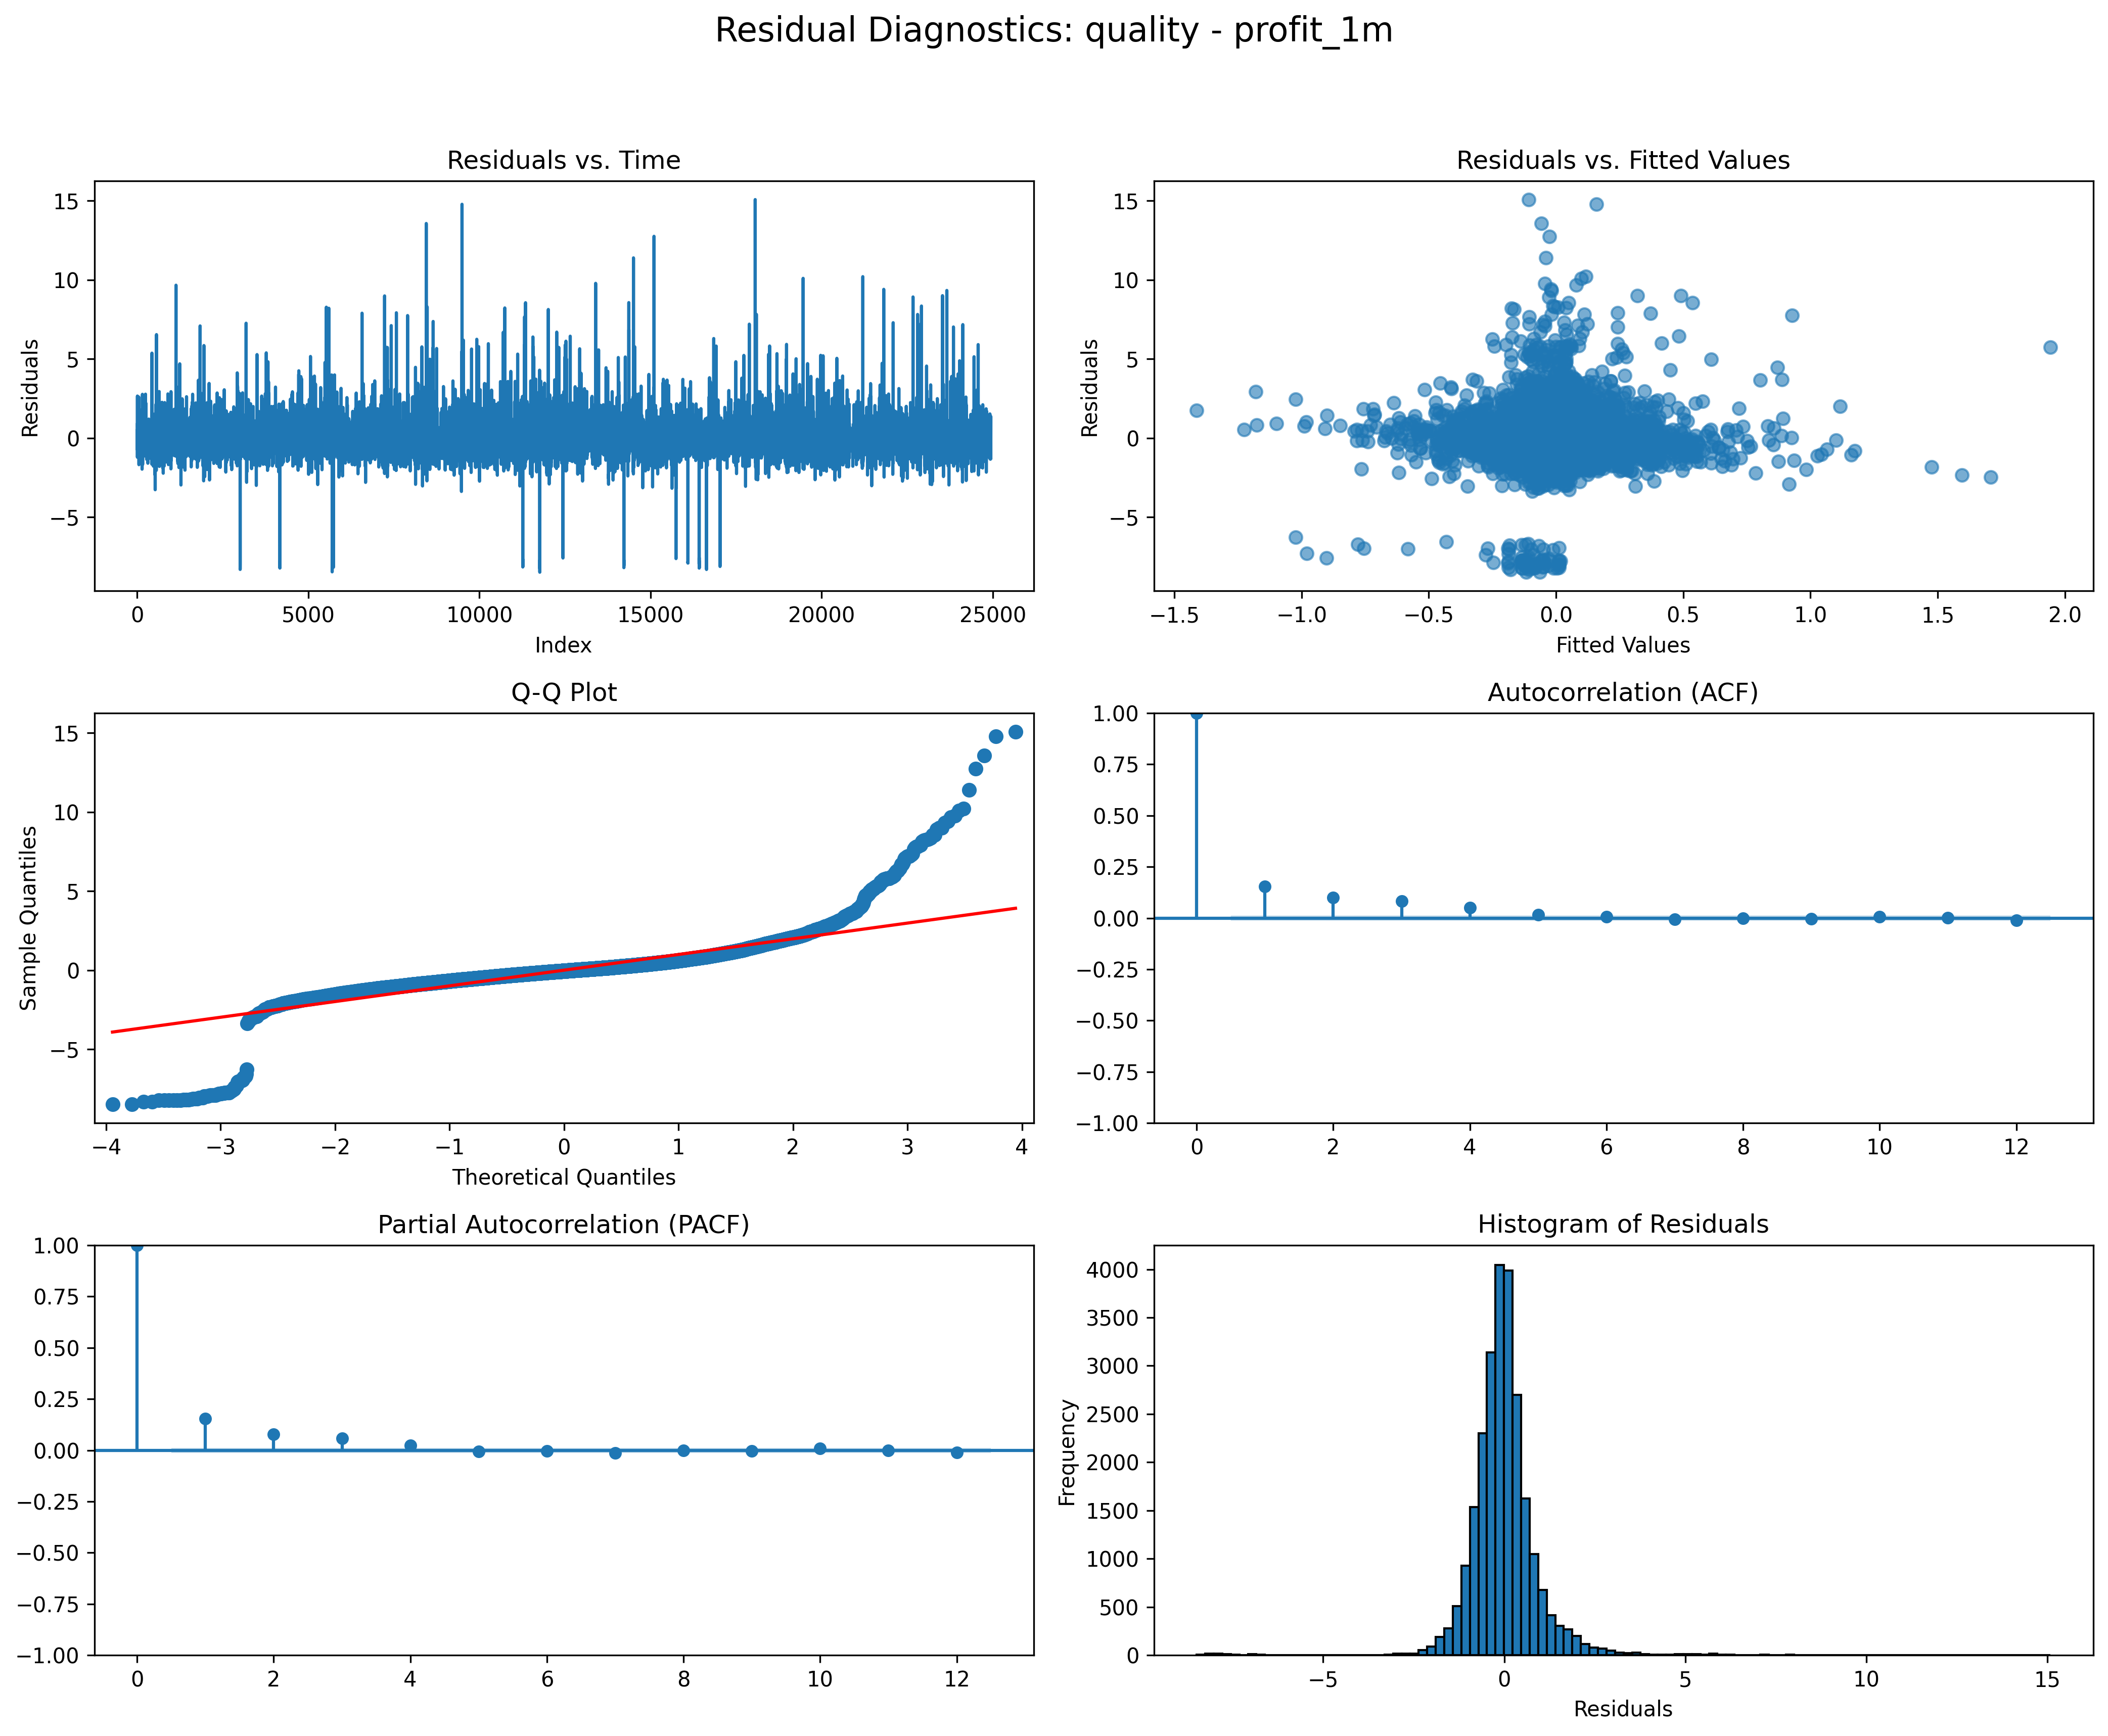 Residual Diagnostics: quality - profit_1m
Residuals vs. Time
Residuals
15
10
5
0
−5
0 5000 10000 15000 20000 25000
Index
Residuals vs. Fitted Values
Residuals
15
10
5
0
−5
−1.5 −1.0 −0.5 0.0 0.5 1.0 1.5 2.0
Fitted Values
Q-Q Plot
Sample Quantiles
15
10
5
0
−5
−4 −3 −2 −1 0 1 2 3 4
Theoretical Quantiles
Autocorrelation (ACF)
1.00
0.75
0.50
0.25
0.00
−0.25
−0.50
−0.75
−1.00
0 2 4 6 8 10 12
Partial Autocorrelation (PACF)
1.00
0.75
0.50
0.25
0.00
−0.25
−0.50
−0.75
−1.00
0 2 4 6 8 10 12
Histogram of Residuals
Frequency
4000
3500
3000
2500
2000
1500
1000
500
0
−5 0 5 10 15
Residuals